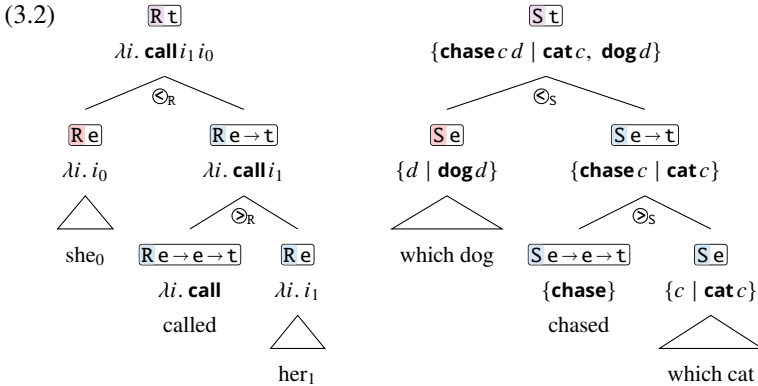 (3.2)
R t
λi. call i₁ i₀
<R
R e
λi. i₀
she₀
R e → t
λi. call i₁
>R
R e → e → t
λi. call
called
R e
λi. i₁
her₁
S t
{chase c d | cat c, dog d}
<S
S e
{d | dog d}
which dog
S e → t
{chase c | cat c}
>S
S e → e → t
{chase}
chased
S e
{c | cat c}
which cat